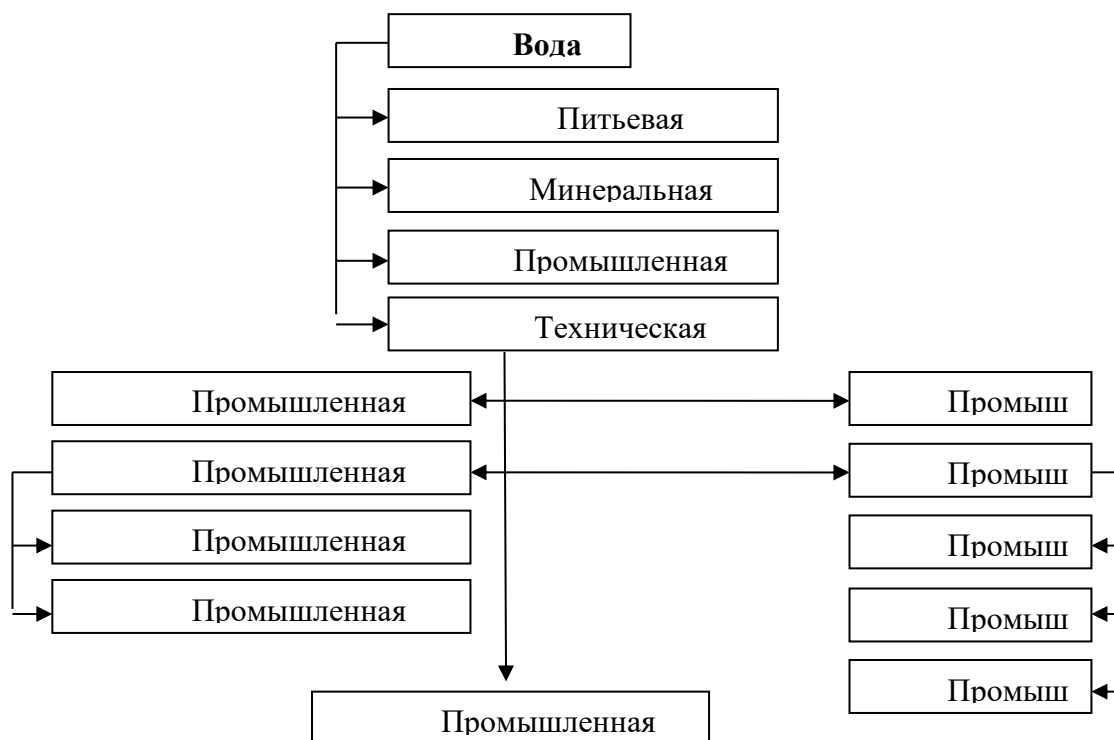 Вода
Питьевая
Минеральная
Промышленная
Техническая
Промышленная
Промыш
Промышленная
Промыш
Промышленная
Промыш
Промышленная
Промыш
Промыш
Промышленная